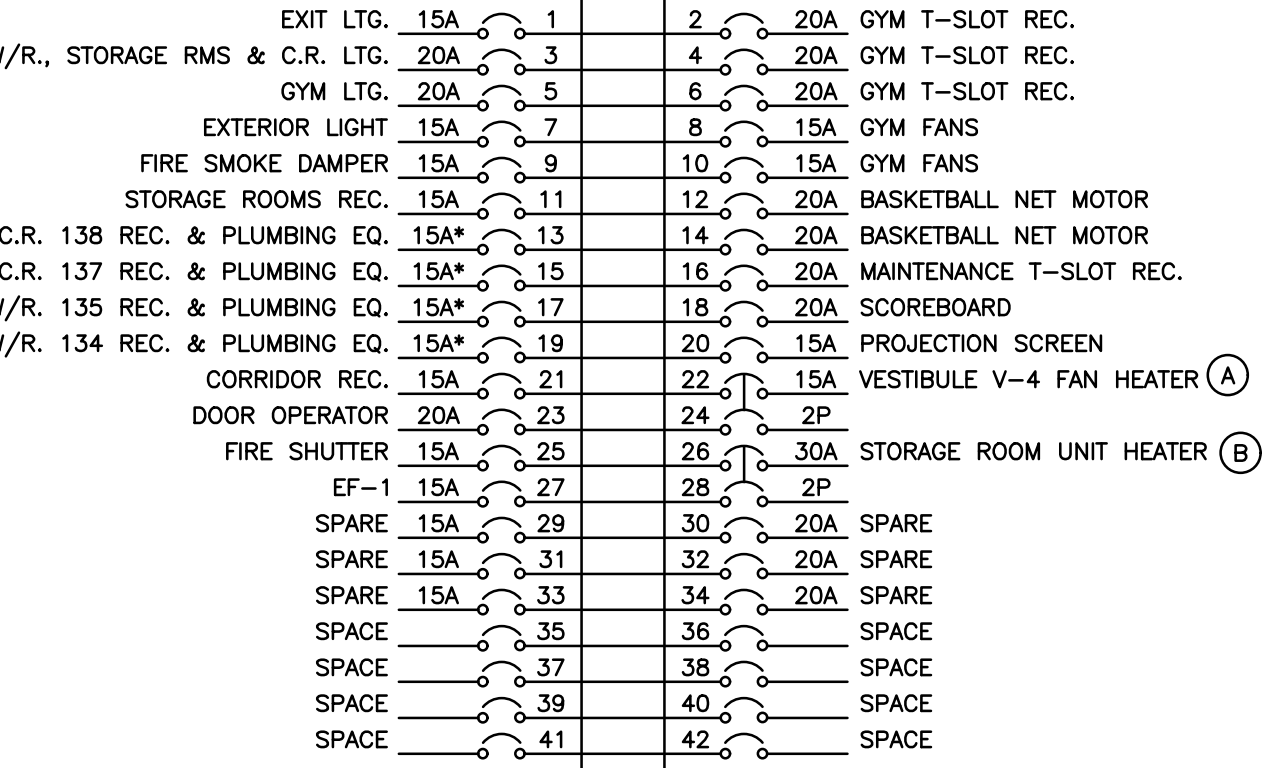 EXIT LTG. 15A 1 2 20A GYM T-SLOT REC.
/R., STORAGE RMS & C.R. LTG. 20A 3 4 20A GYM T-SLOT REC.
GYM LTG. 20A 5 6 20A GYM T-SLOT REC.
EXTERIOR LIGHT 15A 7 8 15A GYM FANS
FIRE SMOKE DAMPER 15A 9 10 15A GYM FANS
STORAGE ROOMS REC. 15A 11 12 20A BASKETBALL NET MOTOR
C.R. 138 REC. & PLUMBING EQ. 15A* 13 14 20A BASKETBALL NET MOTOR
C.R. 137 REC. & PLUMBING EQ. 15A* 15 16 20A MAINTENANCE T-SLOT REC.
/R. 135 REC. & PLUMBING EQ. 15A* 17 18 20A SCOREBOARD
/R. 134 REC. & PLUMBING EQ. 15A* 19 20 15A PROJECTION SCREEN
CORRIDOR REC. 15A 21 22 15A VESTIBULE V-4 FAN HEATER A
DOOR OPERATOR 20A 23 24 2P
FIRE SHUTTER 15A 25 26 30A STORAGE ROOM UNIT HEATER B
EF-1 15A 27 28 2P
SPARE 15A 29 30 20A SPARE
SPARE 15A 31 32 20A SPARE
SPARE 15A 33 34 20A SPARE
SPACE 35 36 SPACE
SPACE 37 38 SPACE
SPACE 39 40 SPACE
SPACE 41 42 SPACE